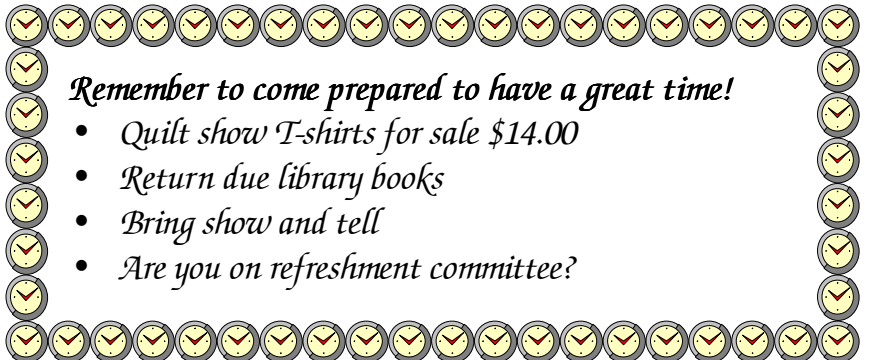 Remember to come prepared to have a great time!
• Quilt show T-shirts for sale $14.00
• Return due library books
• Bring show and tell
• Are you on refreshment committee?